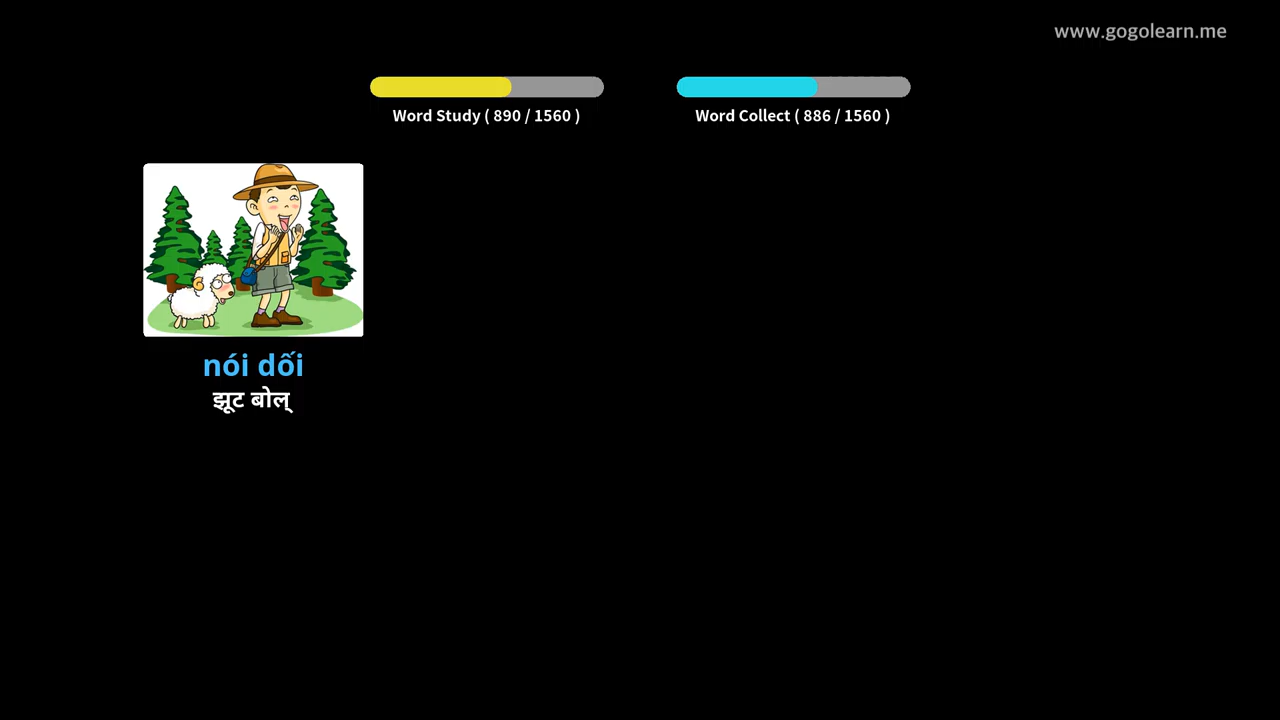 www.gogolearn.me
Word Study ( 890 / 1560 )
Word Collect ( 886 / 1560 )
nói dối
झूट बोल्